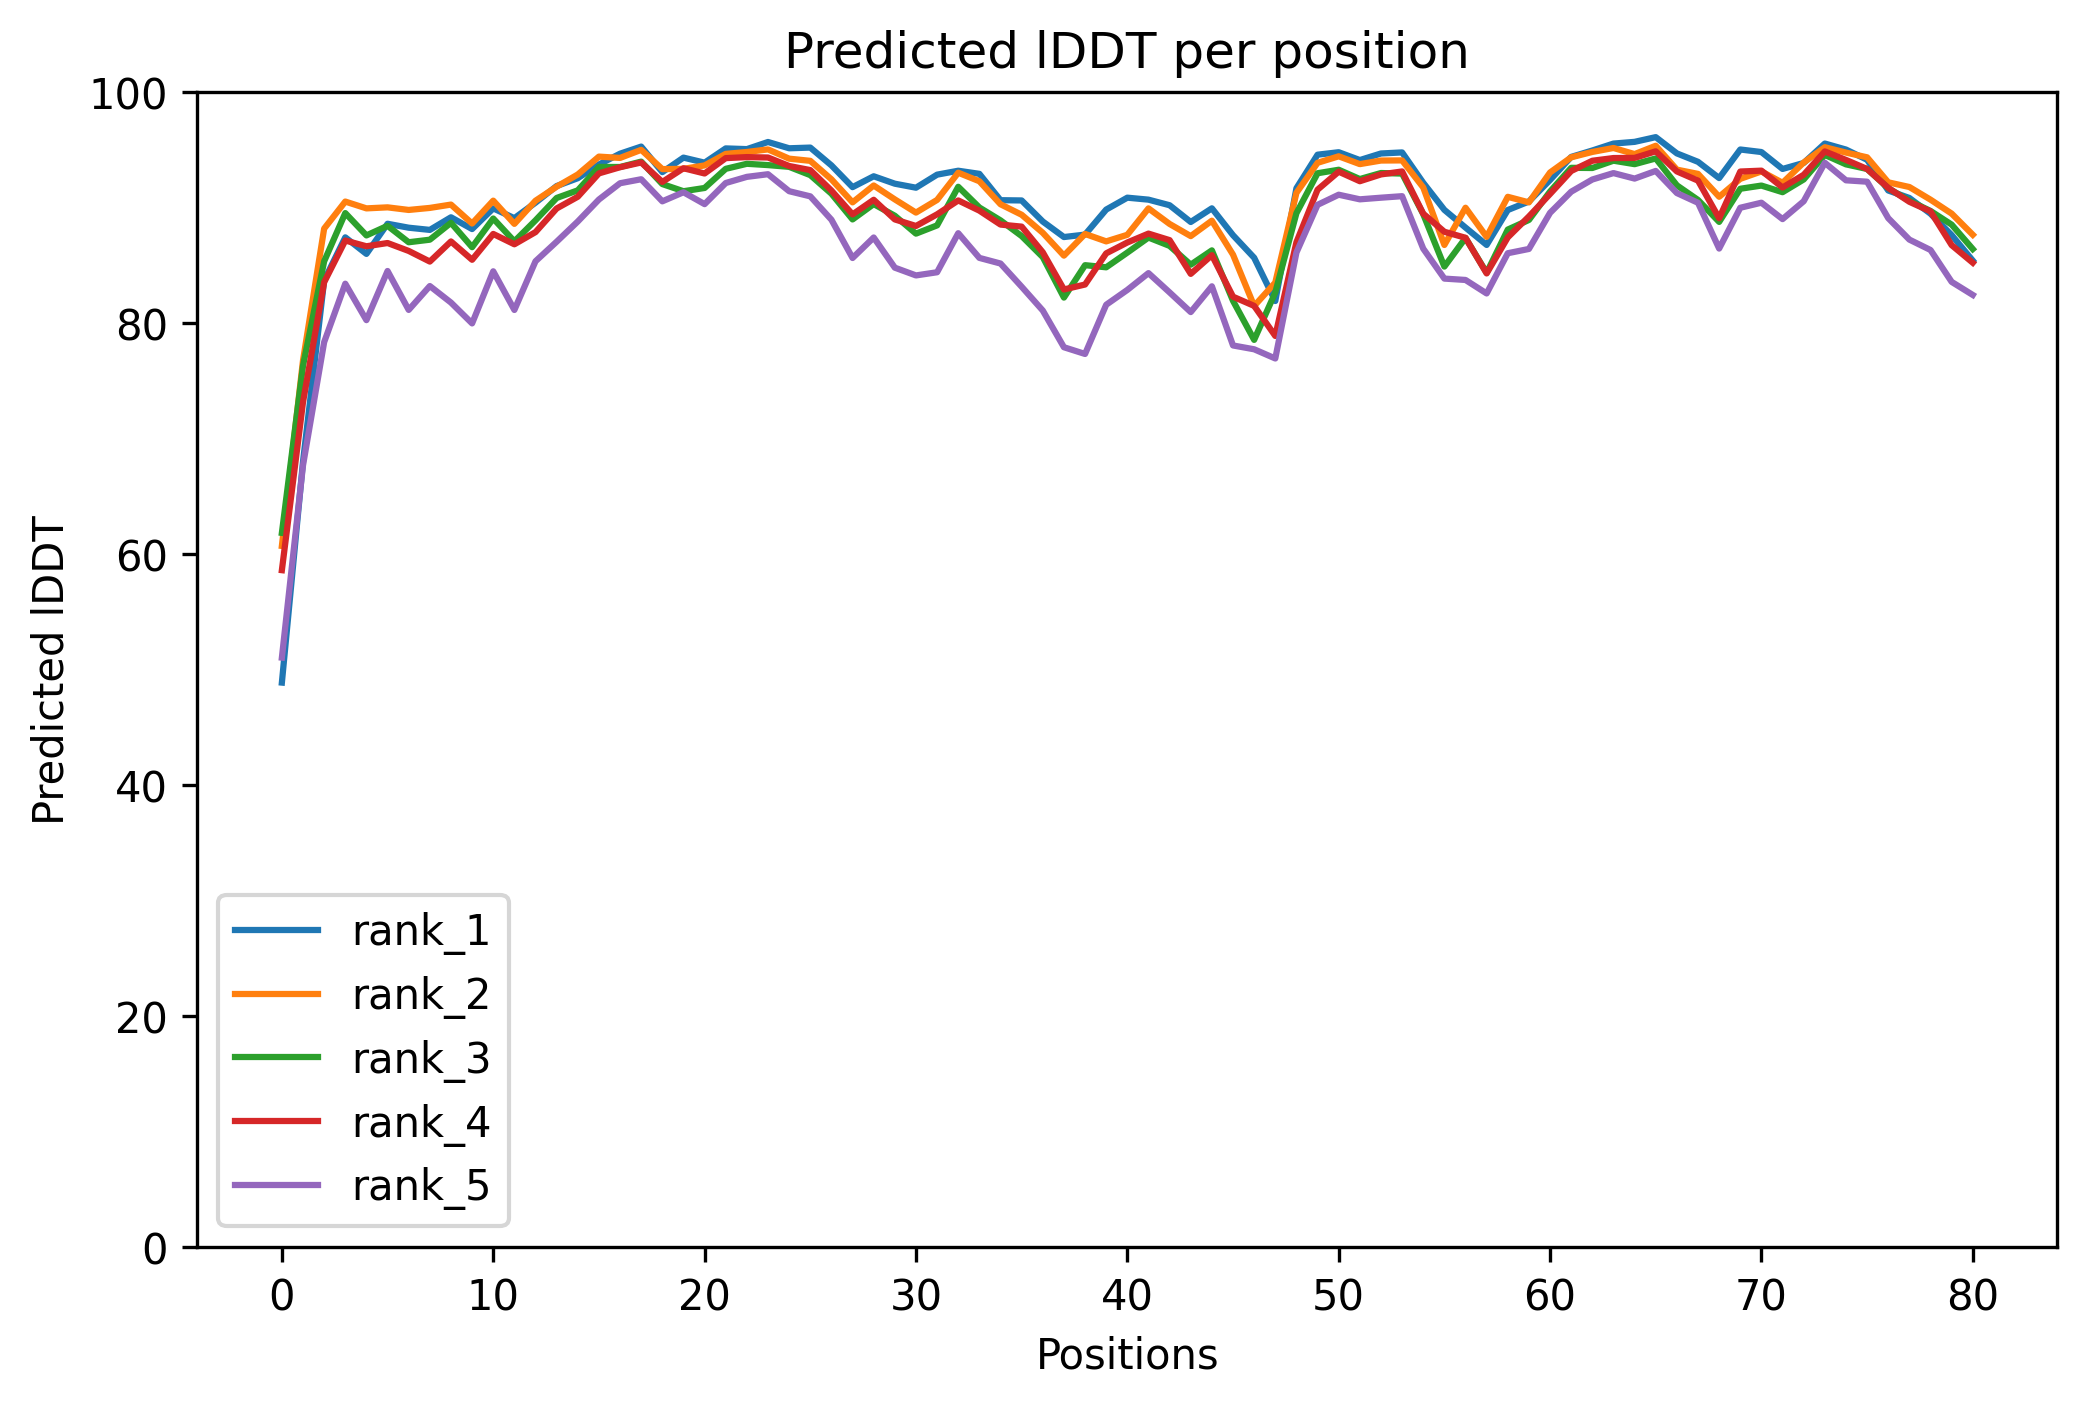 Predicted lDDT per position
Predicted lDDT
100
80
60
40
20
0
rank_1
rank_2
rank_3
rank_4
rank_5
0 10 20 30 40 50 60 70 80
Positions